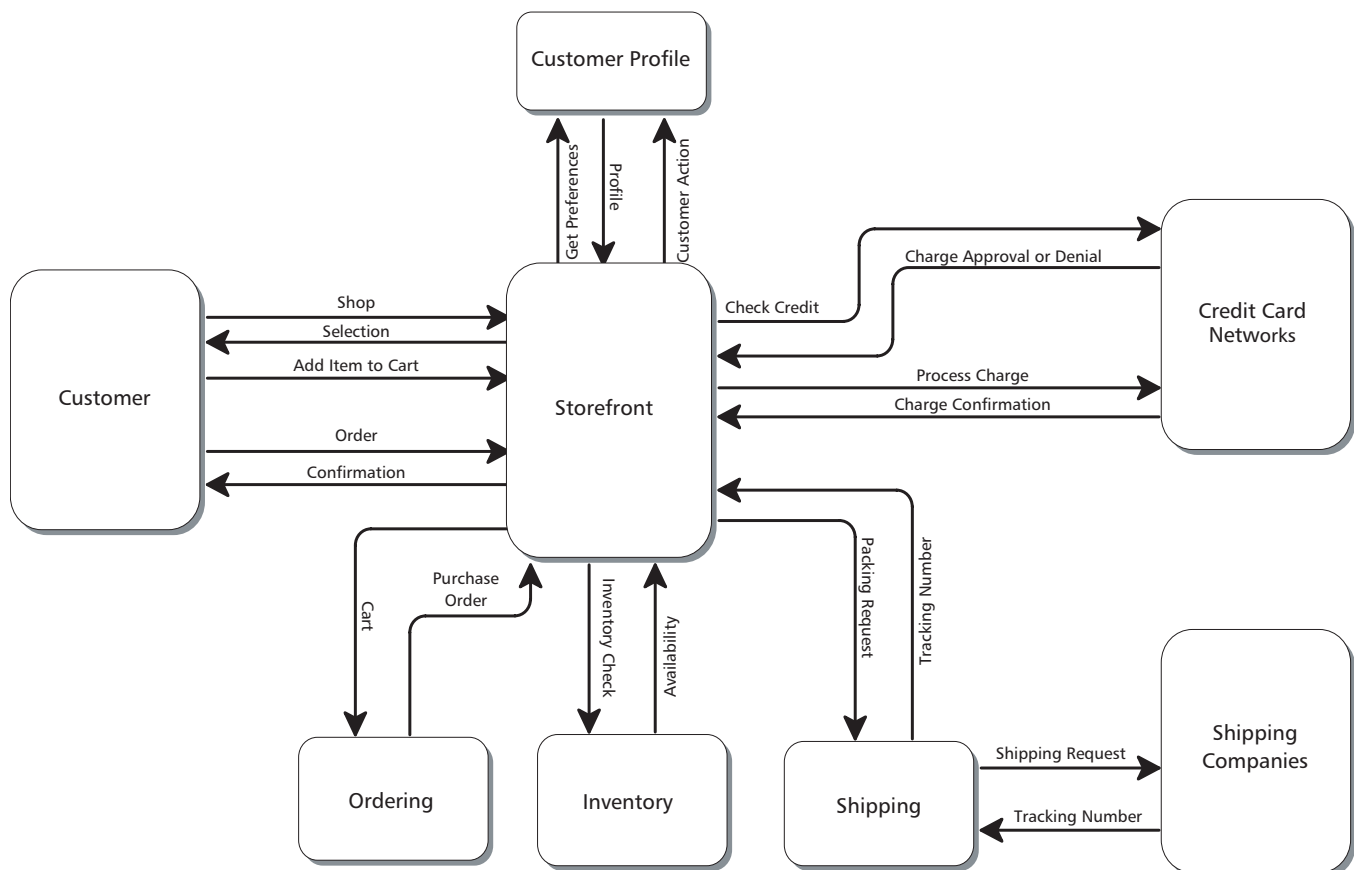 Customer Profile
Get Preferences
Profile
Customer Action
Shop
Selection
Add Item to Cart
Customer
Order
Confirmation
Storefront
Check Credit
Charge Approval or Denial
Process Charge
Charge Confirmation
Credit Card
Networks
Cart
Purchase
Order
Inventory Check
Availability
Packing Request
Tracking Number
Ordering
Inventory
Shipping
Shipping Request
Tracking Number
Shipping
Companies